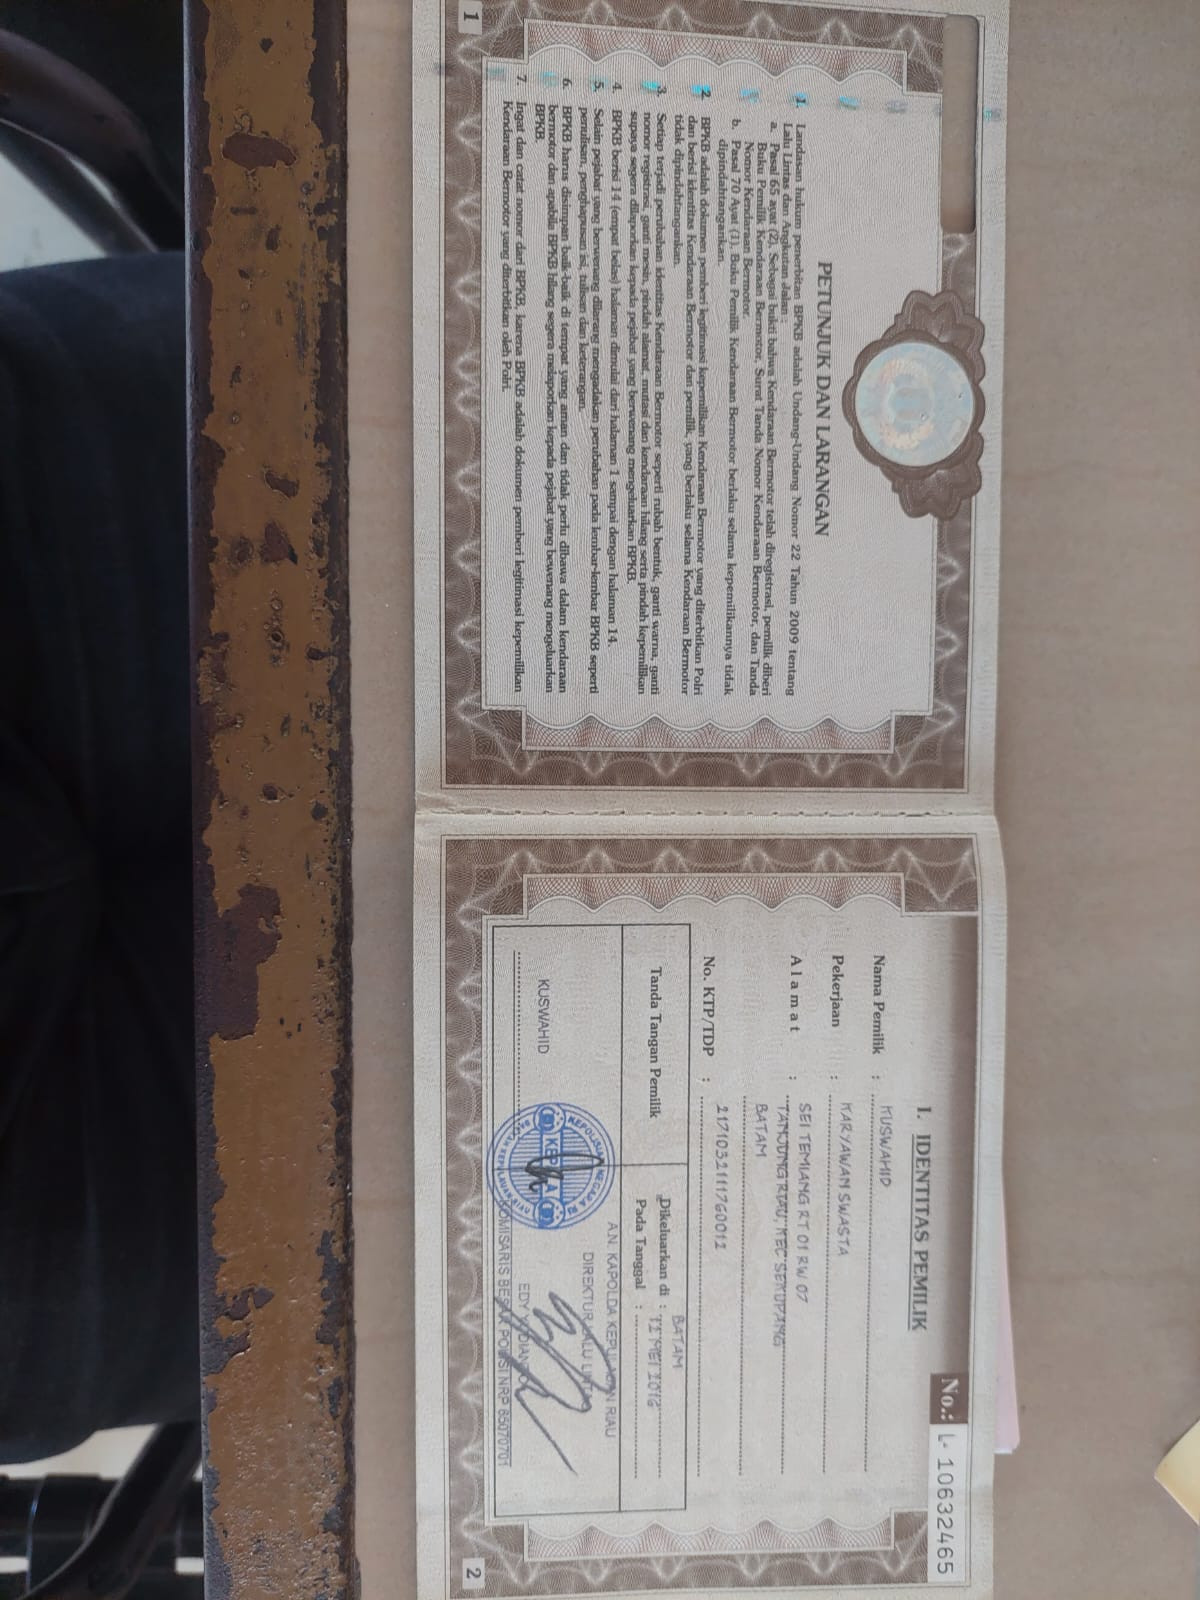 PETUNJUK DAN LARANGAN
1. Landasan hukum penerbitan BPKB adalah Undang-Undang Nomor 22 Tahun 2009 tentang
Lalu Lintas dan Angkutan Jalan :
a. Pasal 65 ayat (2), Sebagai bukti bahwa Kendaraan Bermotor telah diregistrasi, pemilik diberi
Buku Pemilik Kendaraan Bermotor, Surat Tanda Nomor Kendaraan Bermotor, dan Tanda
Nomor Kendaraan Bermotor.
b. Pasal 70 Ayat (1), Buku Pemilik Kendaraan Bermotor berlaku selama kepemilikannya tidak
dipindahtangankan.
2. BPKB adalah dokumen pemberi legitimasi kepemilikan Kendaraan Bermotor yang diterbitkan Polri
dan berisi identitas Kendaraan Bermotor dan pemilik, yang berlaku selama Kendaraan Bermotor
tidak dipindahtangankan.
3. Setiap terjadi perubahan identitas Kendaraan Bermotor seperti rubah bentuk, ganti warna, ganti
nomor registrasi, ganti mesin, pindah alamat, mutasi dan kendaraan hilang serta pindah kepemilikan
supaya segera dilaporkan kepada pejabat yang berwenang mengeluarkan BPKB.
4. BPKB berisi 14 (empat belas) halaman dimulai dari halaman 1 sampai dengan halaman 14.
5. Selain pejabat yang berwenang dilarang mengadakan perubahan pada lembar-lembar BPKB seperti
penulisan, penghapusan isi, tulisan dan keterangan.
6. BPKB harus disimpan baik-baik di tempat yang aman dan tidak perlu dibawa dalam kendaraan
bermotor dan apabila BPKB hilang segera melaporkan kepada pejabat yang bewenang mengeluarkan
BPKB.
7. Ingat dan catat nomor dari BPKB, karena BPKB adalah dokumen pemberi legitimasi kepemilikan
Kendaraan Bermotor yang diterbitkan oleh Polri.
1
No.: L- 10632465
I. IDENTITAS PEMILIK
Nama Pemilik : KUSWAHID
Pekerjaan : KARYAWAN SWASTA
Alamat : SEI TEMIANG RT 01 RW 07
TANJUNG RIAU, KEC SEKUPANG
BATAM
No. KTP/TDP : 2171032111760012
Tanda Tangan Pemilik
Dikeluarkan di : BATAM
Pada Tanggal : 12 MEI 2016
A.N. KAPOLDA KEPULAUAN RIAU
DIREKTUR LALU LINTAS
KUSWAHID
KEPOLISIAN NEGARA RI
KEPALA
KOMISARIS BESAR POLISI NRP 65070701
2